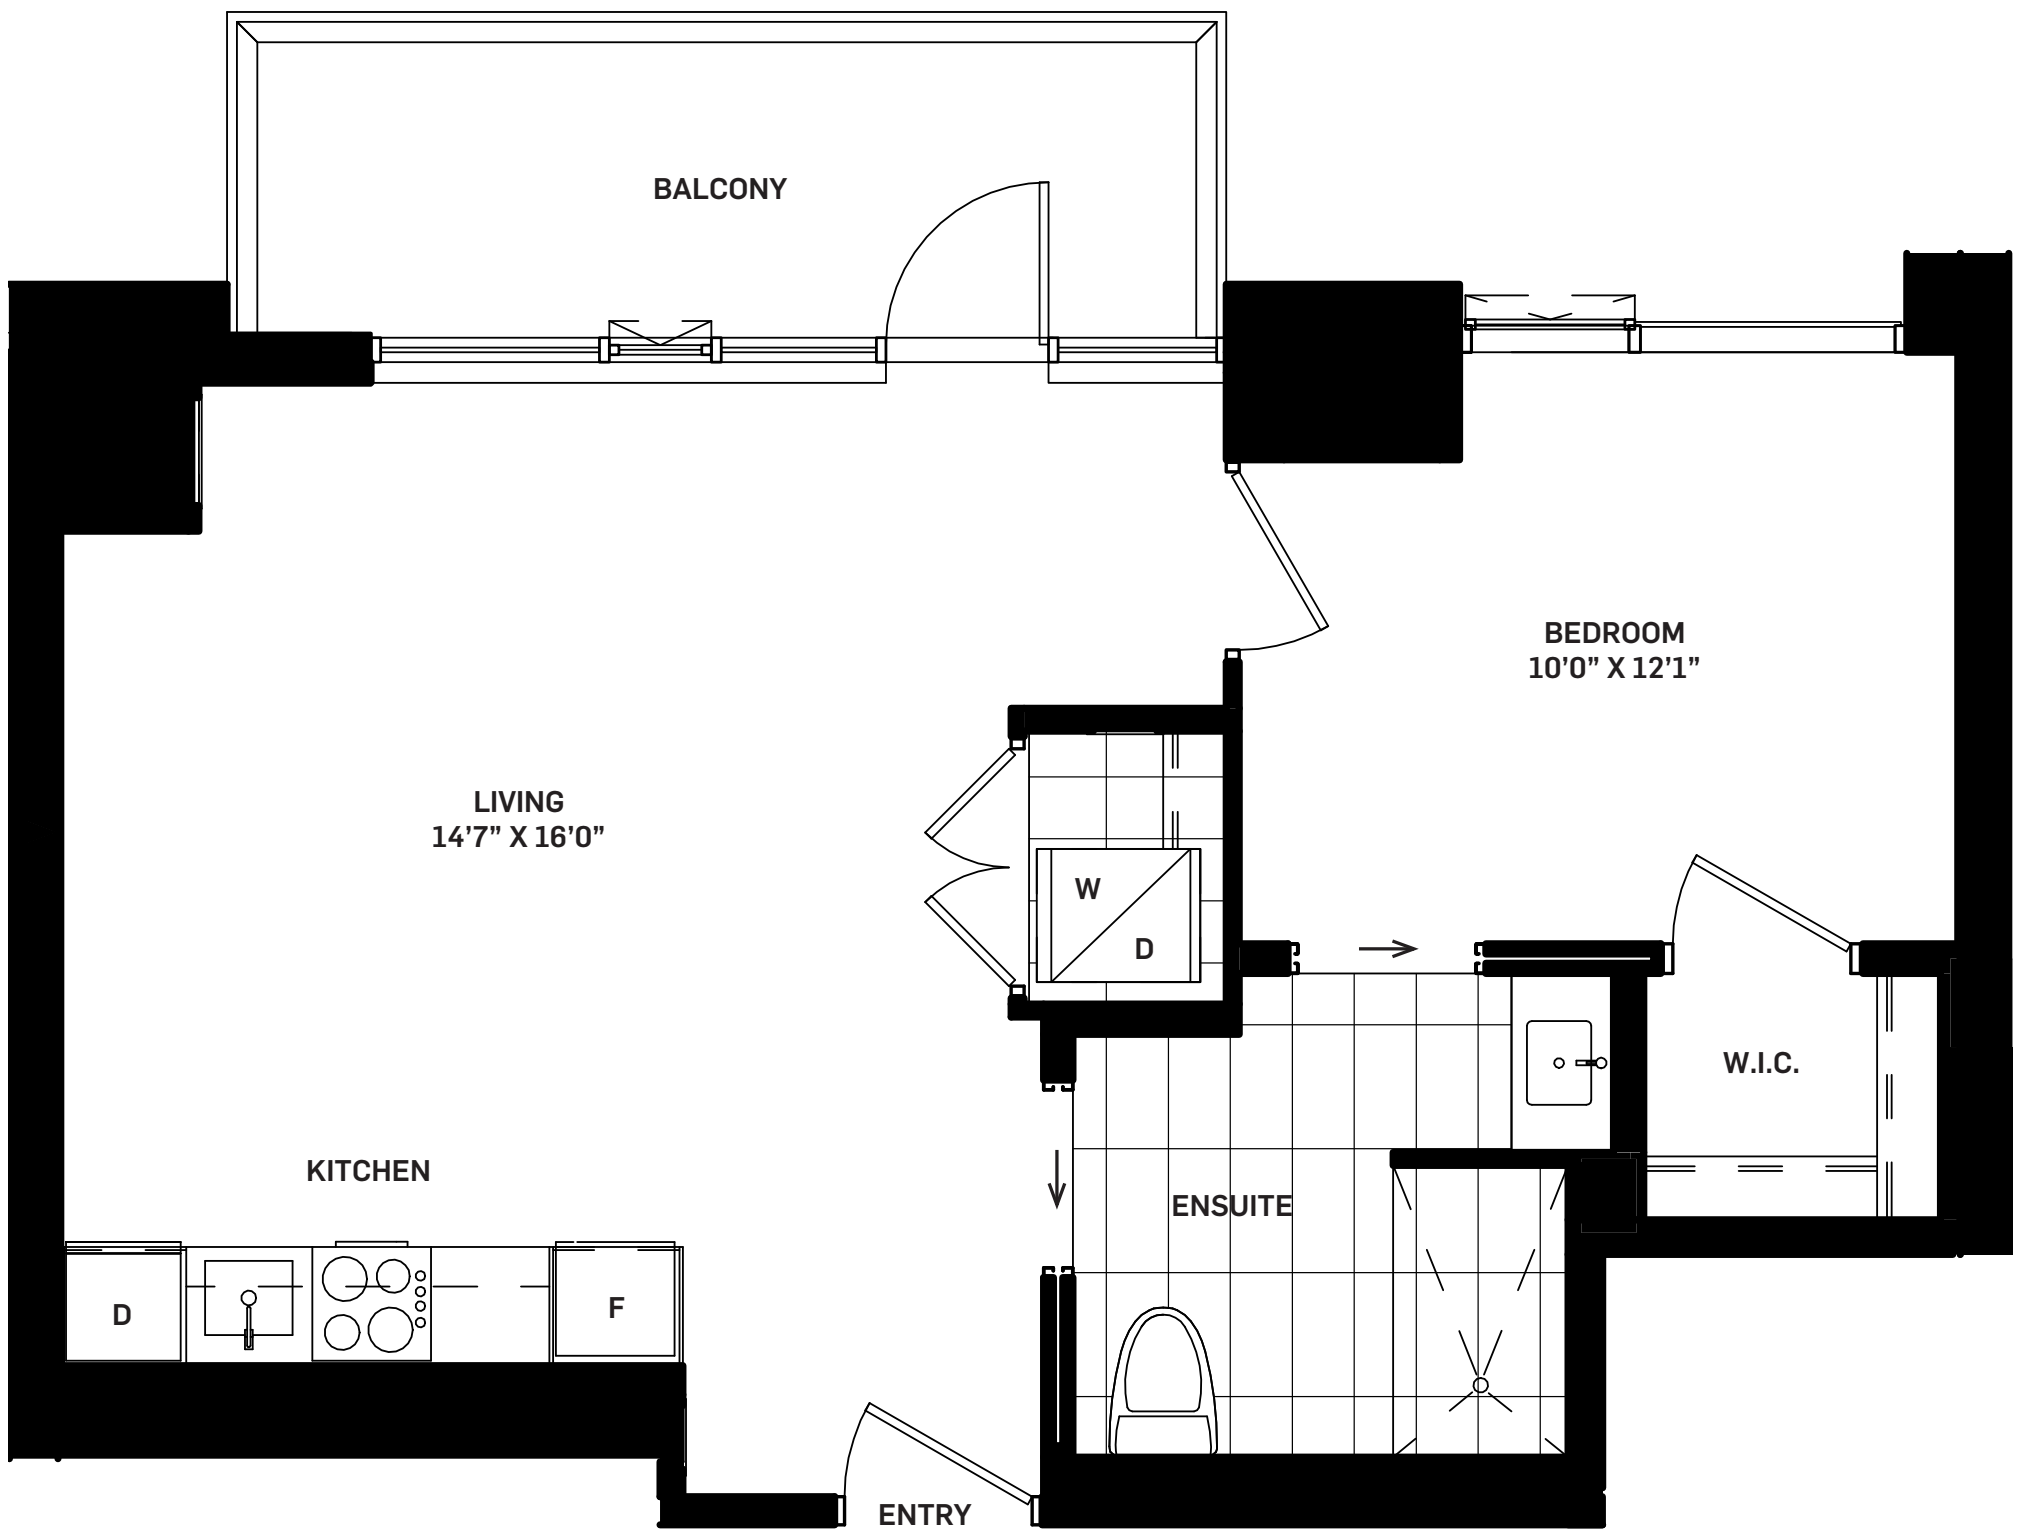 BALCONY
BEDROOM
10’0” X 12’1”
LIVING
14’7” X 16’0”
W
D
W.I.C.
KITCHEN
ENSUITE
D
F
ENTRY